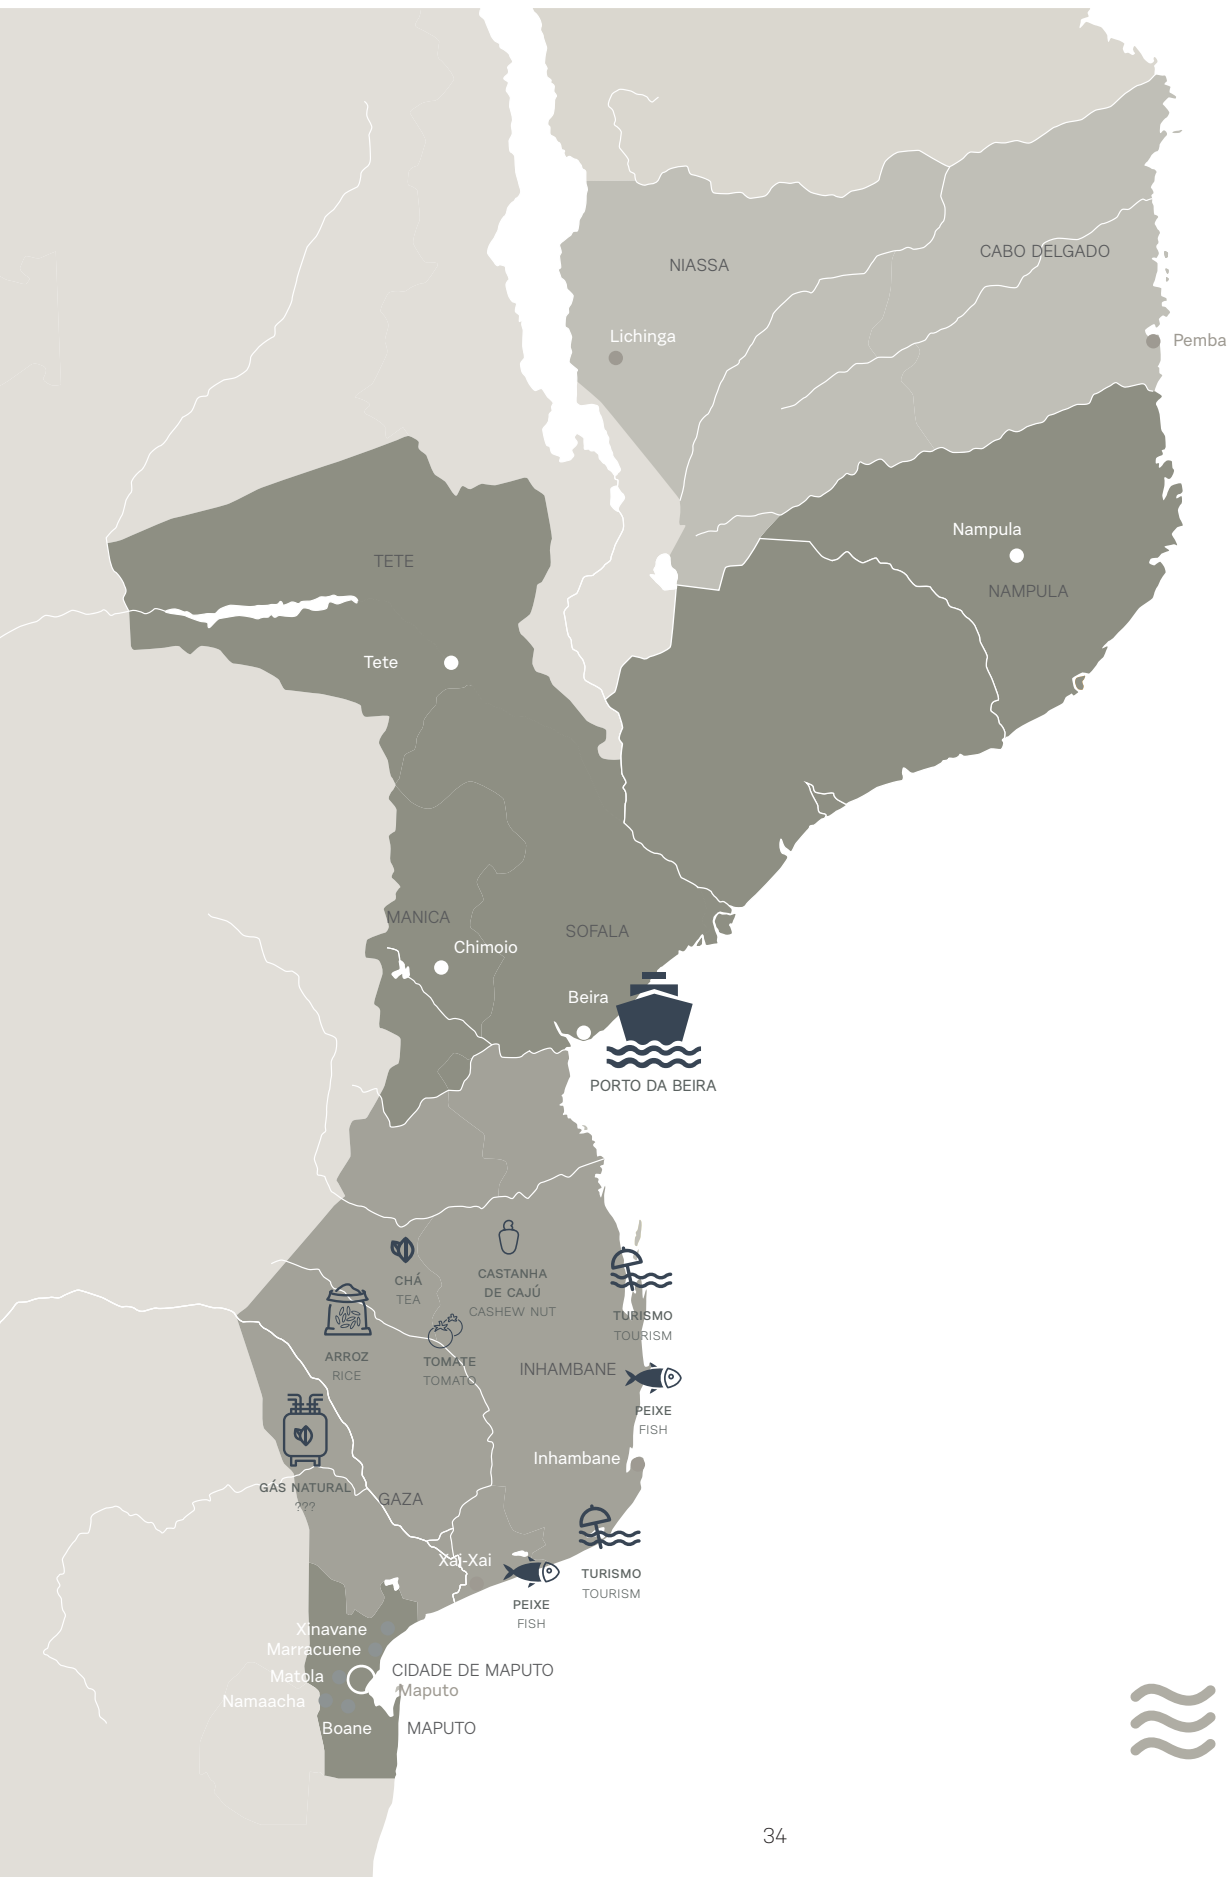 NIASSA
CABO DELGADO
Lichinga
Pemba
Nampula
NAMPULA
TETE
Tete
MANICA
SOFALA
Chimoio
Beira
PORTO DA BEIRA
CHÁ
TEA
CASTANHA
DE CAJÚ
CASHEW NUT
TURISMO
TOURISM
ARROZ
RICE
TOMATE
TOMATO
INHAMBANE
PEIXE
FISH
Inhambane
GÁS NATURAL
???
GAZA
Xai-Xai
TURISMO
TOURISM
PEIXE
FISH
Xinavane
Marracuene
Matola
CIDADE DE MAPUTO
Maputo
Namaacha
Boane
MAPUTO
34